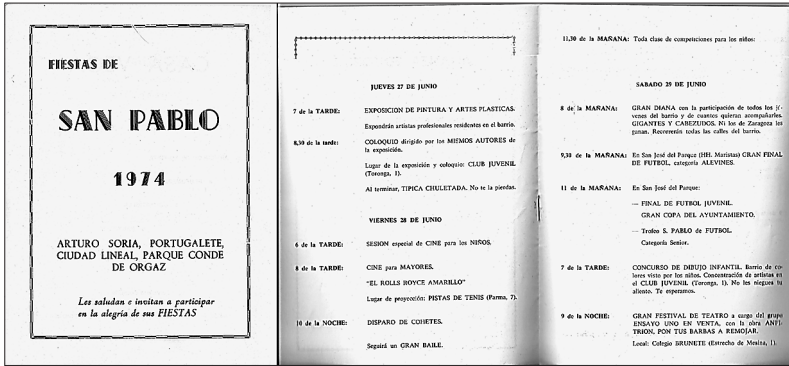 FIESTAS DE
SAN PABLO
1974
ARTURO SORIA, PORTUGALETE,
CIUDAD LINEAL, PARQUE CONDE
DE ORGAZ
Les saludan e invitan a participar
en la alegría de sus FIESTAS
JUEVES 27 DE JUNIO
7 de la TARDE: EXPOSICION DE PINTURA Y ARTES PLASTICAS.
Expondrán artistas profesionales residentes en el barrio.
8,30 de la tarde: COLOQUIO dirigido por los MISMOS AUTORES de
la exposición.
Lugar de la exposición y coloquio: CLUB JUVENIL
(Toronga, 1).
Al terminar, TIPICA CHULETADA. No te la pierdas.
VIERNES 28 DE JUNIO
6 de la TARDE: SESION especial de CINE para los NIÑOS.
8 de la TARDE: CINE para MAYORES.
"EL ROLLS ROYCE AMARILLO"
Lugar de proyección: PISTAS DE TENIS (Parma, 7).
10 de la NOCHE: DISPARO DE COHETES.
Seguirá un GRAN BAILE.
11,30 de la MAÑANA: Toda clase de competiciones para los niños:
SABADO 29 DE JUNIO
8 de la MAÑANA: GRAN DIANA con la participación de todos los jó-
venes del barrio y de cuantos quieran acompañarles.
GIGANTES Y CABEZUDOS. Ni los de Zaragoza les
ganan. Recorrerán todas las calles del barrio.
9,30 de la MAÑANA: En San José del Parque (HH. Maristas) GRAN FINAL
DE FUTBOL, categoría ALEVINES.
11 de la MAÑANA: En San José del Parque:
— FINAL DE FUTBOL JUVENIL.
GRAN COPA DEL AYUNTAMIENTO.
— Trofeo S. PABLO de FUTBOL.
Categoría Senior.
7 de la TARDE: CONCURSO DE DIBUJO INFANTIL. Barrio de co-
lores visto por los niños. Concentración de artistas en
el CLUB JUVENIL (Toronga, 1). No les niegues tu
aliento. Te esperamos.
9 de la NOCHE: GRAN FESTIVAL DE TEATRO a cargo del grupo
ENSAYO UNO EN VENTA, con la obra ANFI-
TRION, PON TUS BARBAS A REMOJAR.
Local: Colegio BRUNETE (Estrecho de Mesina, 1).